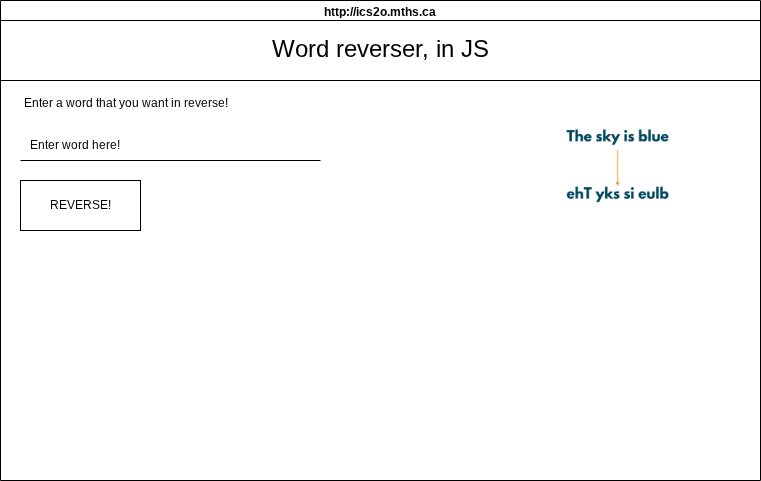 http://ics2o.mths.ca
Word reverser, in JS
Enter a word that you want in reverse!
Enter word here!
REVERSE!
The sky is blue
ehT yks si eulb